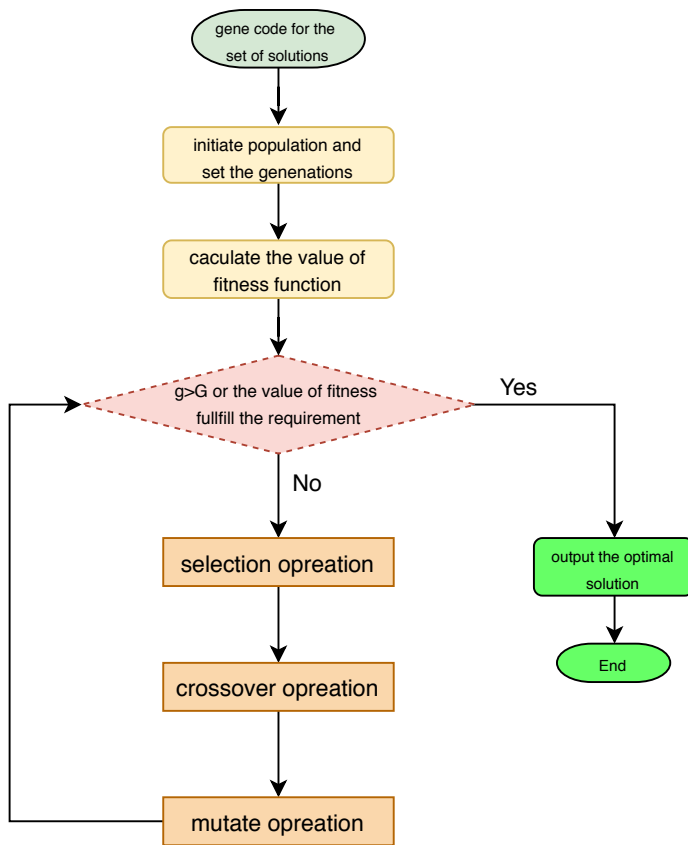 gene code for the
set of solutions
initiate population and
set the genenations
caculate the value of
fitness function
g>G or the value of fitness
fullfill the requirement
Yes
No
selection opreation
output the optimal
solution
End
crossover opreation
mutate opreation